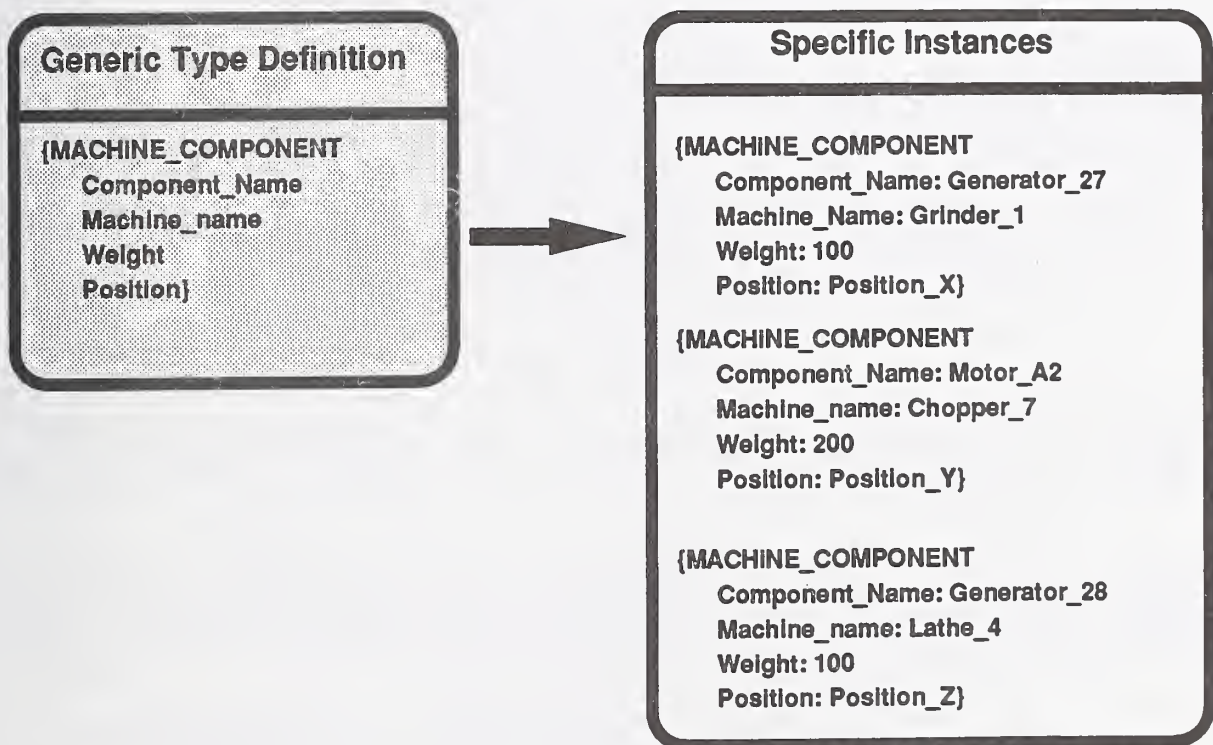 Generic Type Definition
{MACHINE_COMPONENT
Component_Name
Machine_name
Weight
Position}
Specific Instances
{MACHINE_COMPONENT
Component_Name: Generator_27
Machine_Name: Grinder_1
Weight: 100
Position: Position_X}
{MACHINE_COMPONENT
Component_Name: Motor_A2
Machine_name: Chopper_7
Weight: 200
Position: Position_Y}
{MACHINE_COMPONENT
Component_Name: Generator_28
Machine_name: Lathe_4
Weight: 100
Position: Position_Z}